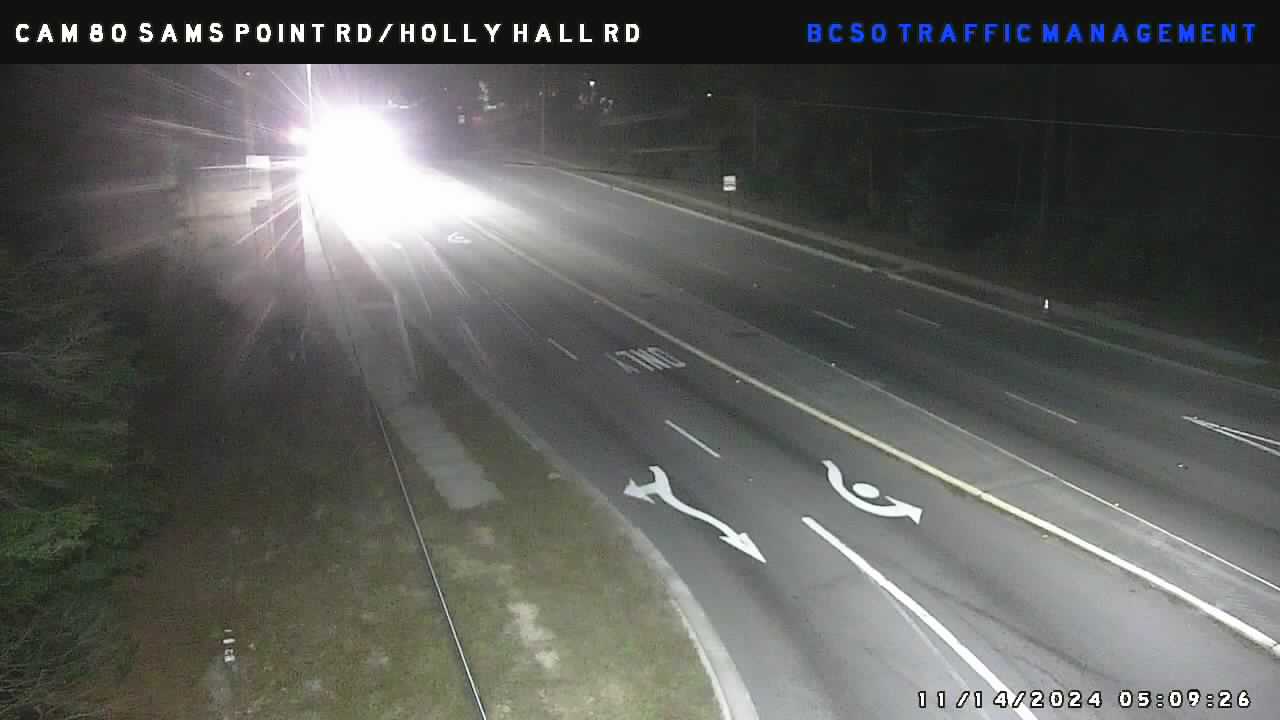 CAM 80 SAMS POINT RD/HOLLY HALL RD
BCSO TRAFFIC MANAGEMENT
ONLY
11/14/2024 05:09:26